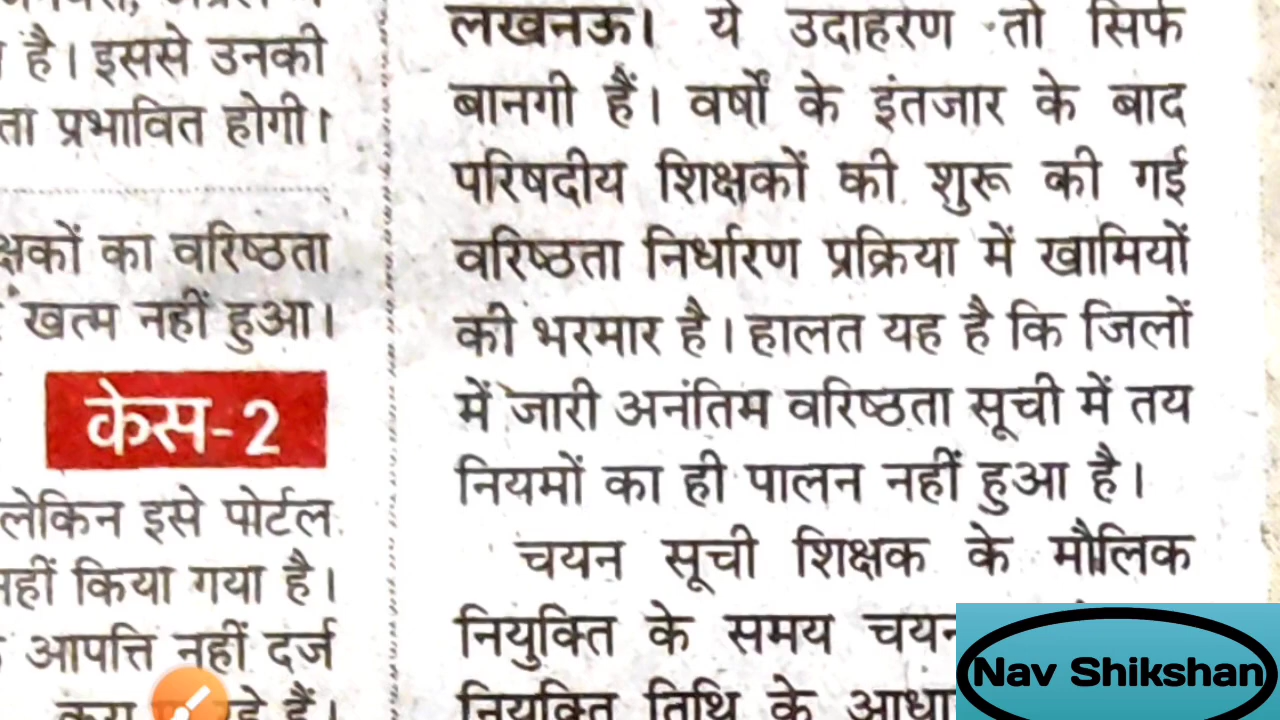 है। इससे उनकी
ता प्रभावित होगी।
क्षकों का वरिष्ठता
खत्म नहीं हुआ।
केस-2
लेकिन इसे पोर्टल
नहीं किया गया है।
आपत्ति नहीं दर्ज
हैं।
लखनऊ। ये उदाहरण तो सिर्फ
बानगी हैं। वर्षों के इंतजार के बाद
परिषदीय शिक्षकों की शुरू की गई
वरिष्ठता निर्धारण प्रक्रिया में खामियों
की भरमार है। हालत यह है कि जिलों
में जारी अनंतिम वरिष्ठता सूची में तय
नियमों का ही पालन नहीं हुआ है।
चयन सूची शिक्षक के मौलिक
नियुक्ति के समय चयन
नियुक्ति तिथि के आधा
Nav Shikshan